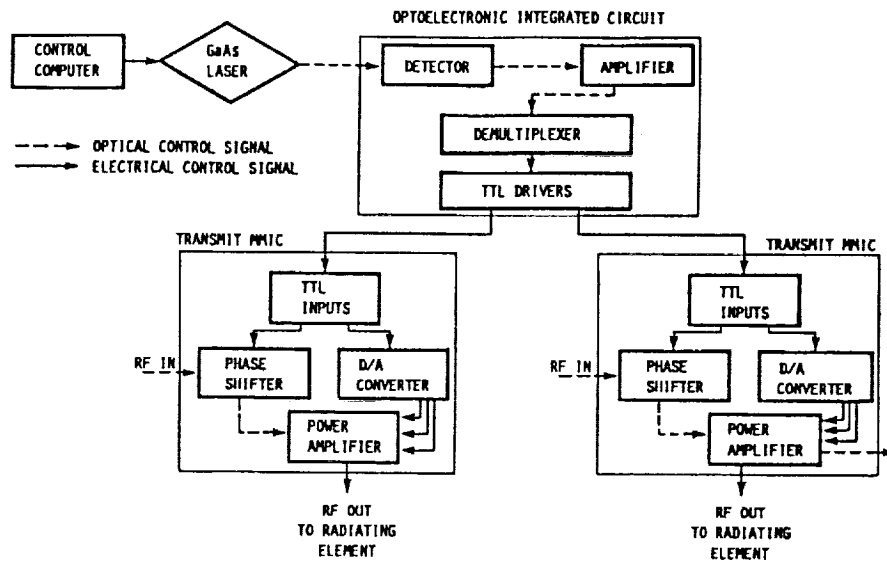 OPTOELECTRONIC INTEGRATED CIRCUIT
CONTROL
COMPUTER
GaAs
LASER
DETECTOR
AMPLIFIER
DEMULTIPLEXER
TTL DRIVERS
OPTICAL CONTROL SIGNAL
ELECTRICAL CONTROL SIGNAL
TRANSMIT MMIC
TTL
INPUTS
RF IN
PHASE
SHIFTER
D/A
CONVERTER
POWER
AMPLIFIER
RF OUT
TO RADIATING
ELEMENT
TRANSMIT MMIC
TTL
INPUTS
RF IN
PHASE
SHIFTER
D/A
CONVERTER
POWER
AMPLIFIER
RF OUT
TO RADIATING
ELEMENT